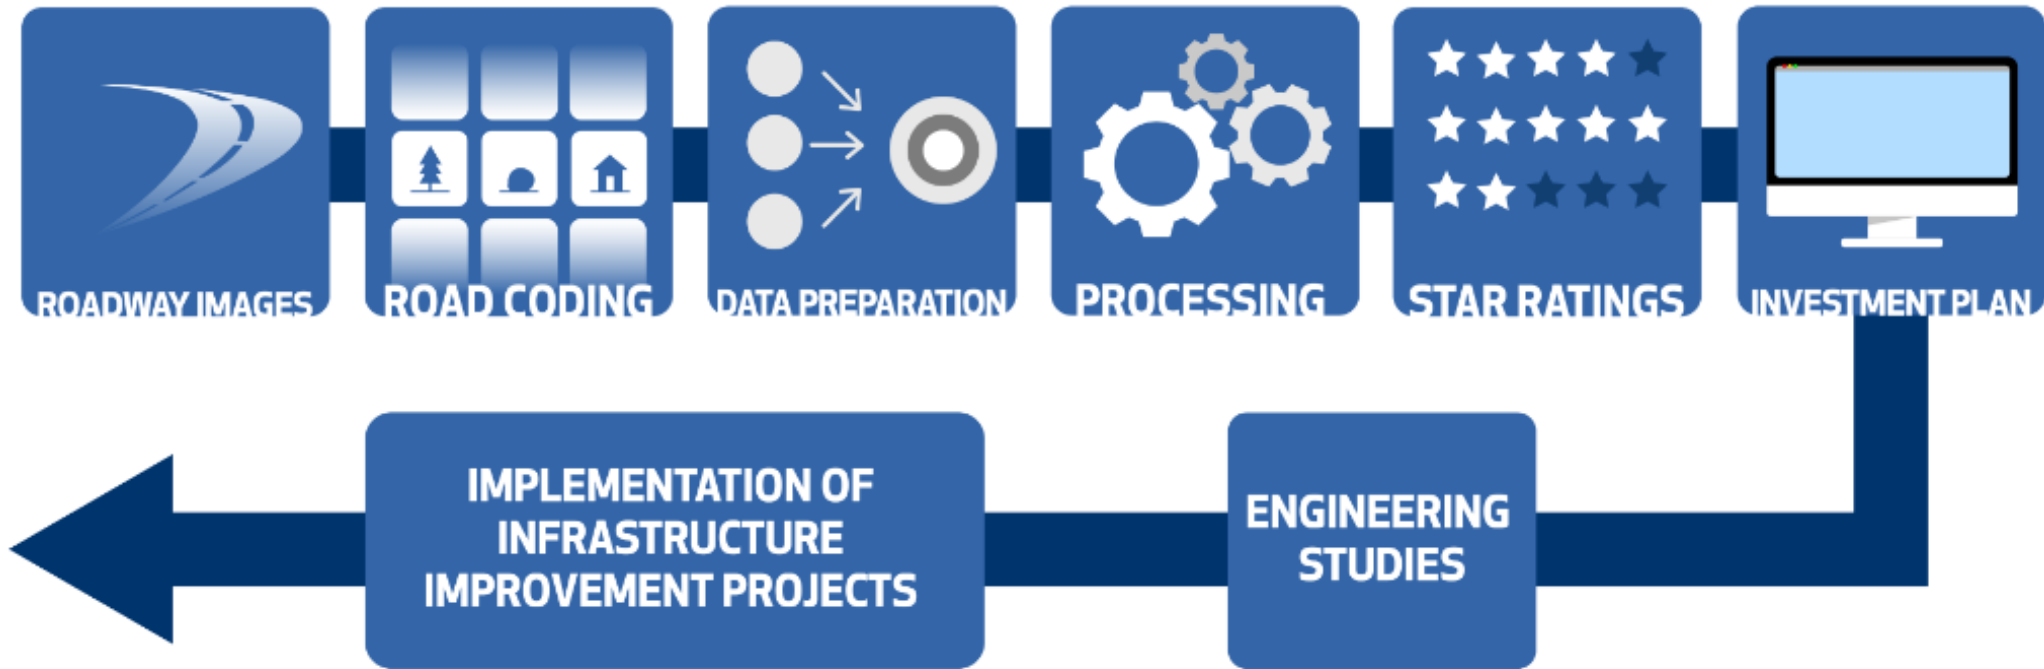 ROADWAY IMAGES
ROAD CODING
DATA PREPARATION
PROCESSING
STAR RATINGS
INVESTMENT PLAN
IMPLEMENTATION OF
INFRASTRUCTURE
IMPROVEMENT PROJECTS
ENGINEERING
STUDIES